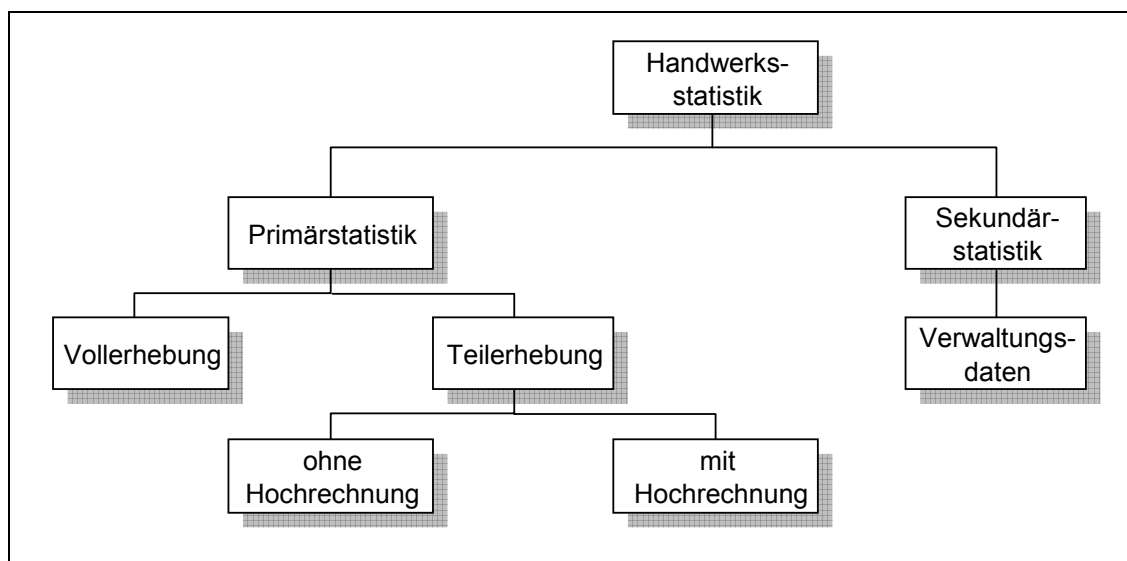 Handwerks-
statistik
Primärstatistik
Sekundär-
statistik
Vollerhebung
Teilerhebung
Verwaltungs-
daten
ohne
Hochrechnung
mit
Hochrechnung